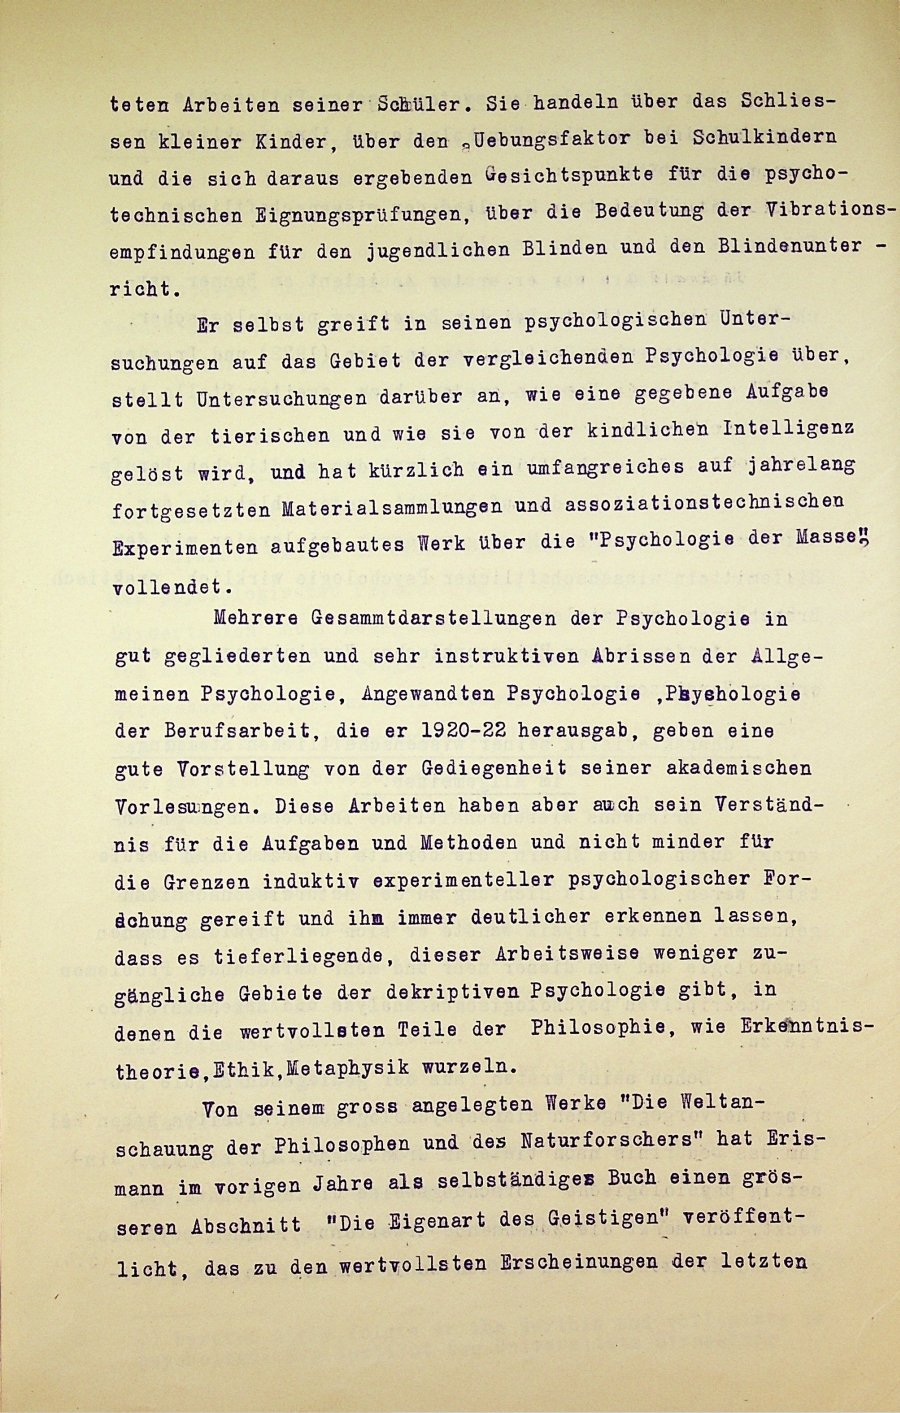 teten Arbeiten seiner Schüler. Sie handeln über das Schlies-
sen kleiner Kinder, über den „Uebungsfaktor bei Schulkindern
und die sich daraus ergebenden Gesichtspunkte für die psycho-
technischen Eignungsprüfungen, über die Bedeutung der Vibrations-
empfindungen für den jugendlichen Blinden und den Blindenunter -
richt.
Er selbst greift in seinen psychologischen Unter-
suchungen auf das Gebiet der vergleichenden Psychologie über,
stellt Untersuchungen darüber an, wie eine gegebene Aufgabe
von der tierischen und wie sie von der kindlichen Intelligenz
gelöst wird, und hat kürzlich ein umfangreiches auf jahrelang
fortgesetzten Materialsammlungen und assoziationstechnischen
Experimenten aufgebautes Werk über die "Psychologie der Masse"
vollendet.
Mehrere Gesammtdarstellungen der Psychologie in
gut gegliederten und sehr instruktiven Abrissen der Allge-
meinen Psychologie, Angewandten Psychologie ,Psychologie
der Berufsarbeit, die er 1920-22 herausgab, geben eine
gute Vorstellung von der Gediegenheit seiner akademischen
Vorlesungen. Diese Arbeiten haben aber auch sein Verständ-
nis für die Aufgaben und Methoden und nicht minder für
die Grenzen induktiv experimenteller psychologischer For-
schung gereift und ihn immer deutlicher erkennen lassen,
dass es tieferliegende, dieser Arbeitsweise weniger zu-
gängliche Gebiete der dekriptiven Psychologie gibt, in
denen die wertvollsten Teile der Philosophie, wie Erkenntnis-
theorie,Ethik,Metaphysik wurzeln.
Von seinem gross angelegten Werke "Die Weltan-
schauung der Philosophen und des Naturforschers" hat Eris-
mann im vorigen Jahre als selbständiges Buch einen grös-
seren Abschnitt "Die Eigenart des Geistigen" veröffent-
licht, das zu den wertvollsten Erscheinungen der letzten